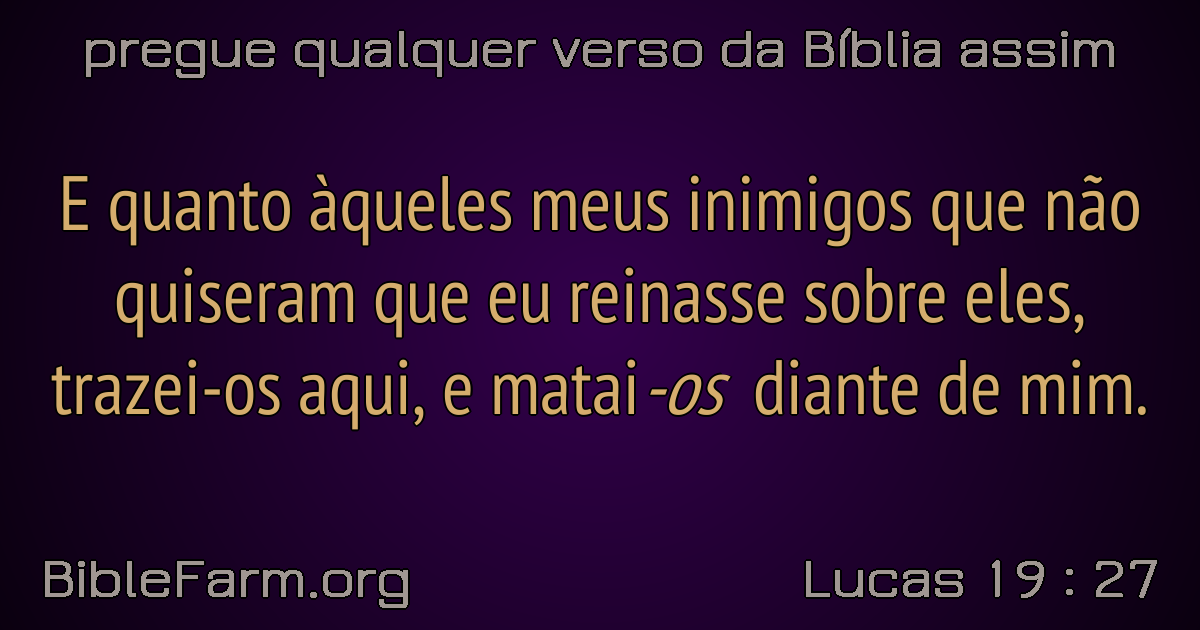 pregue qualquer verso da Bíblia assim
E quanto àqueles meus inimigos que não
quiseram que eu reinasse sobre eles,
trazei-os aqui, e matai-os diante de mim.
BibleFarm.org
Lucas 19 : 27